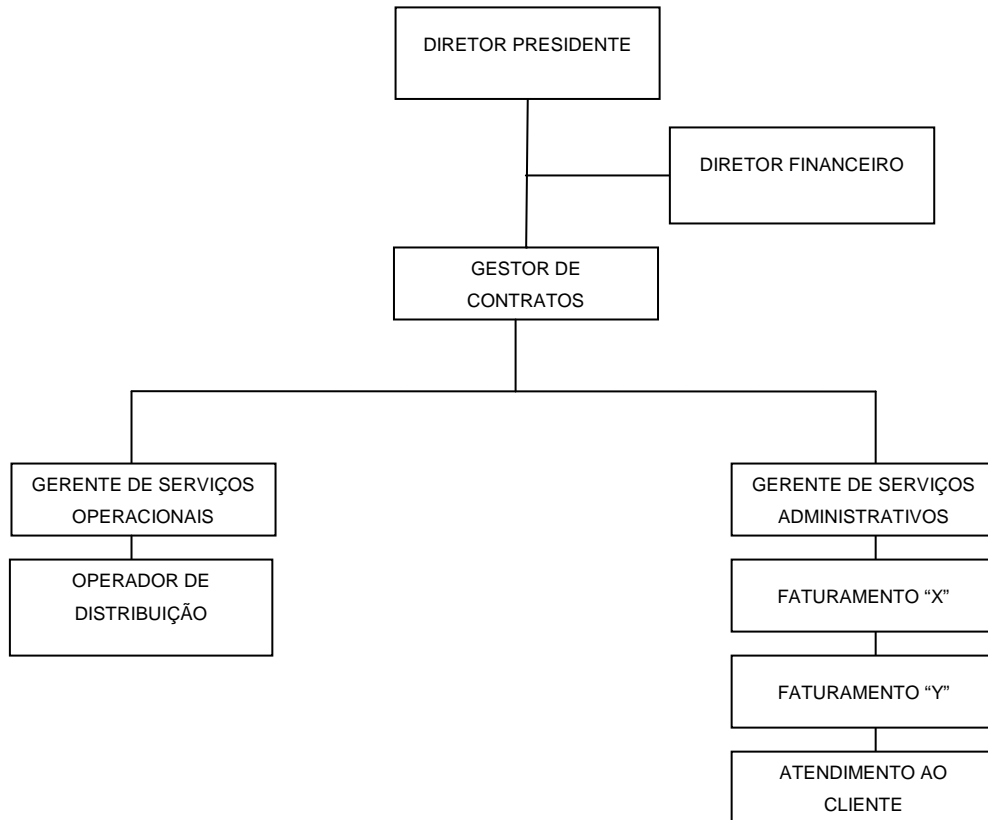 DIRETOR PRESIDENTE
DIRETOR FINANCEIRO
GESTOR DE
CONTRATOS
GERENTE DE SERVIÇOS
OPERACIONAIS
OPERADOR DE
DISTRIBUIÇÃO
GERENTE DE SERVIÇOS
ADMINISTRATIVOS
FATURAMENTO “X”
FATURAMENTO “Y”
ATENDIMENTO AO
CLIENTE